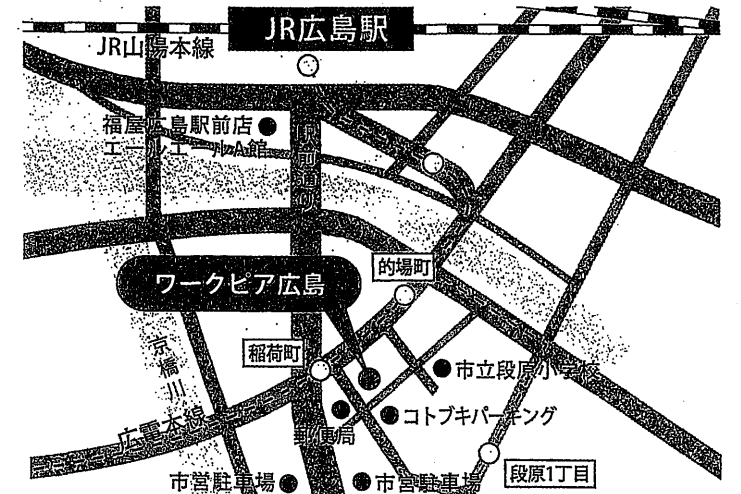 JR広島駅
JR山陽本線
福屋広島駅前店
エールエールA館
駅前通り
的場町
ワークピア広島
稲荷町
京橋川
市立段原小学校
広電本線
コトブキパーキング
郵便局
段原1丁目
市営駐車場
市営駐車場